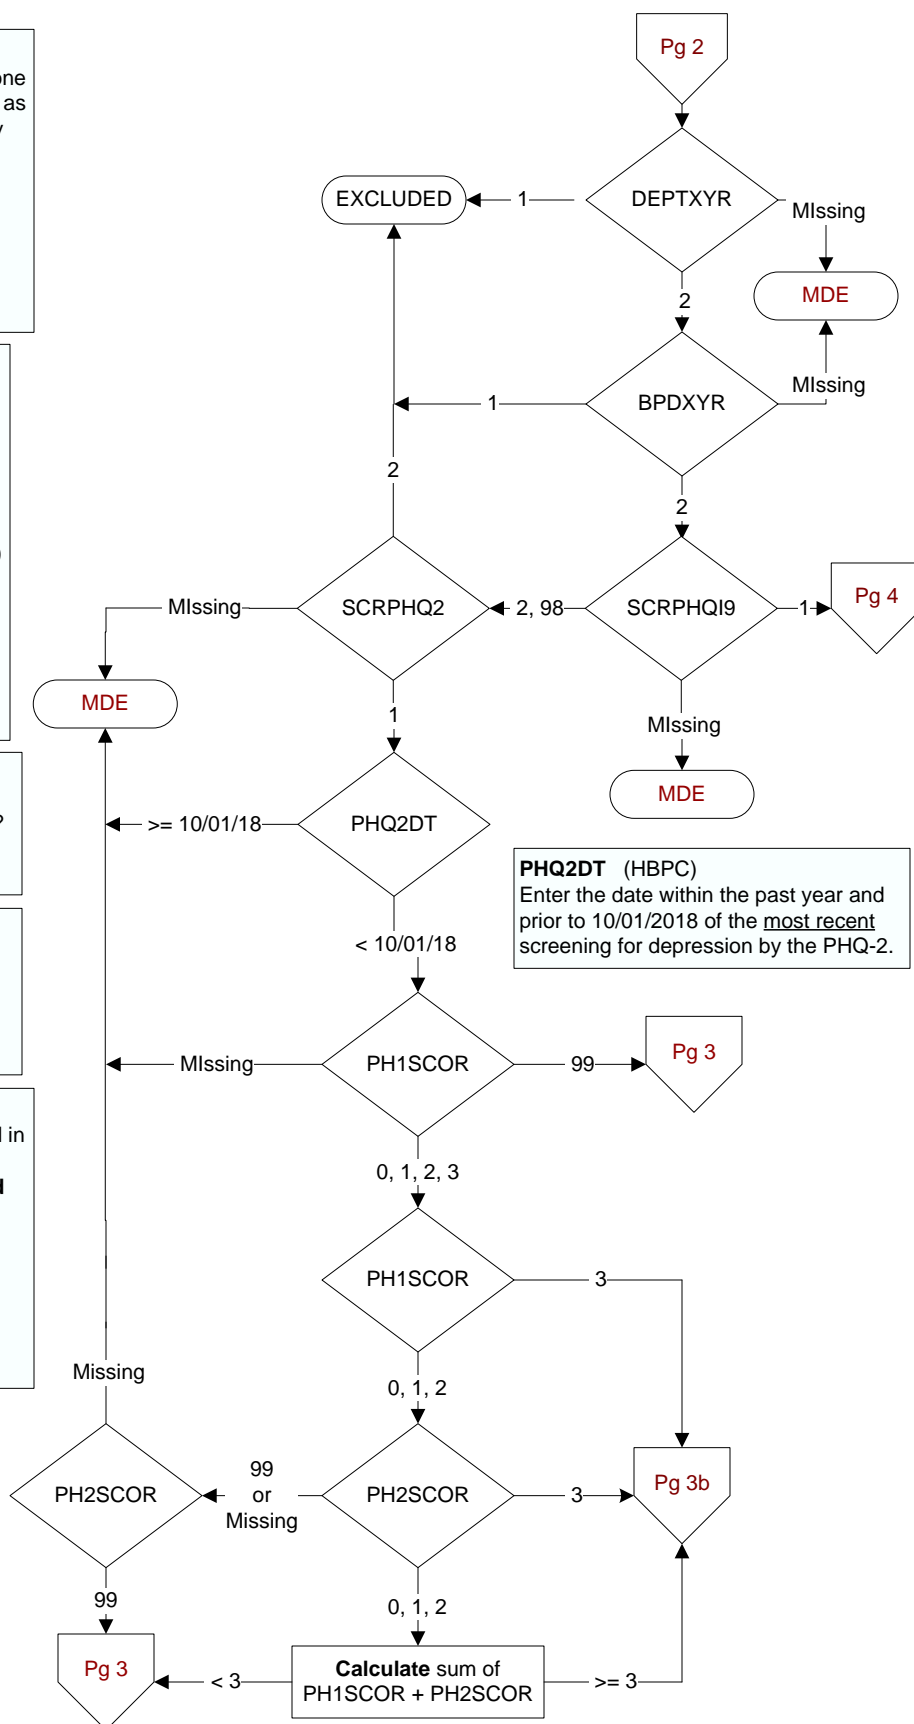 Pg 2
one
as
y
EXCLUDED
1
DEPTXYR
MIssing
MDE
2
MIssing
1
BPDXYR
2
2
MIssing
SCRPHQ2
2, 98
SCRPHQI9
1
Pg 4
MDE
1
MIssing
MDE
>= 10/01/18
PHQ2DT
?
PHQ2DT (HBPC)
Enter the date within the past year and
prior to 10/01/2018 of the most recent
screening for depression by the PHQ-2.
< 10/01/18
MIssing
PH1SCOR
99
Pg 3
in
0, 1, 2, 3
PH1SCOR
3
Missing
0, 1, 2
PH2SCOR
99
or
Missing
PH2SCOR
3
Pg 3b
99
0, 1, 2
Pg 3
< 3
Calculate sum of
PH1SCOR + PH2SCOR
>= 3